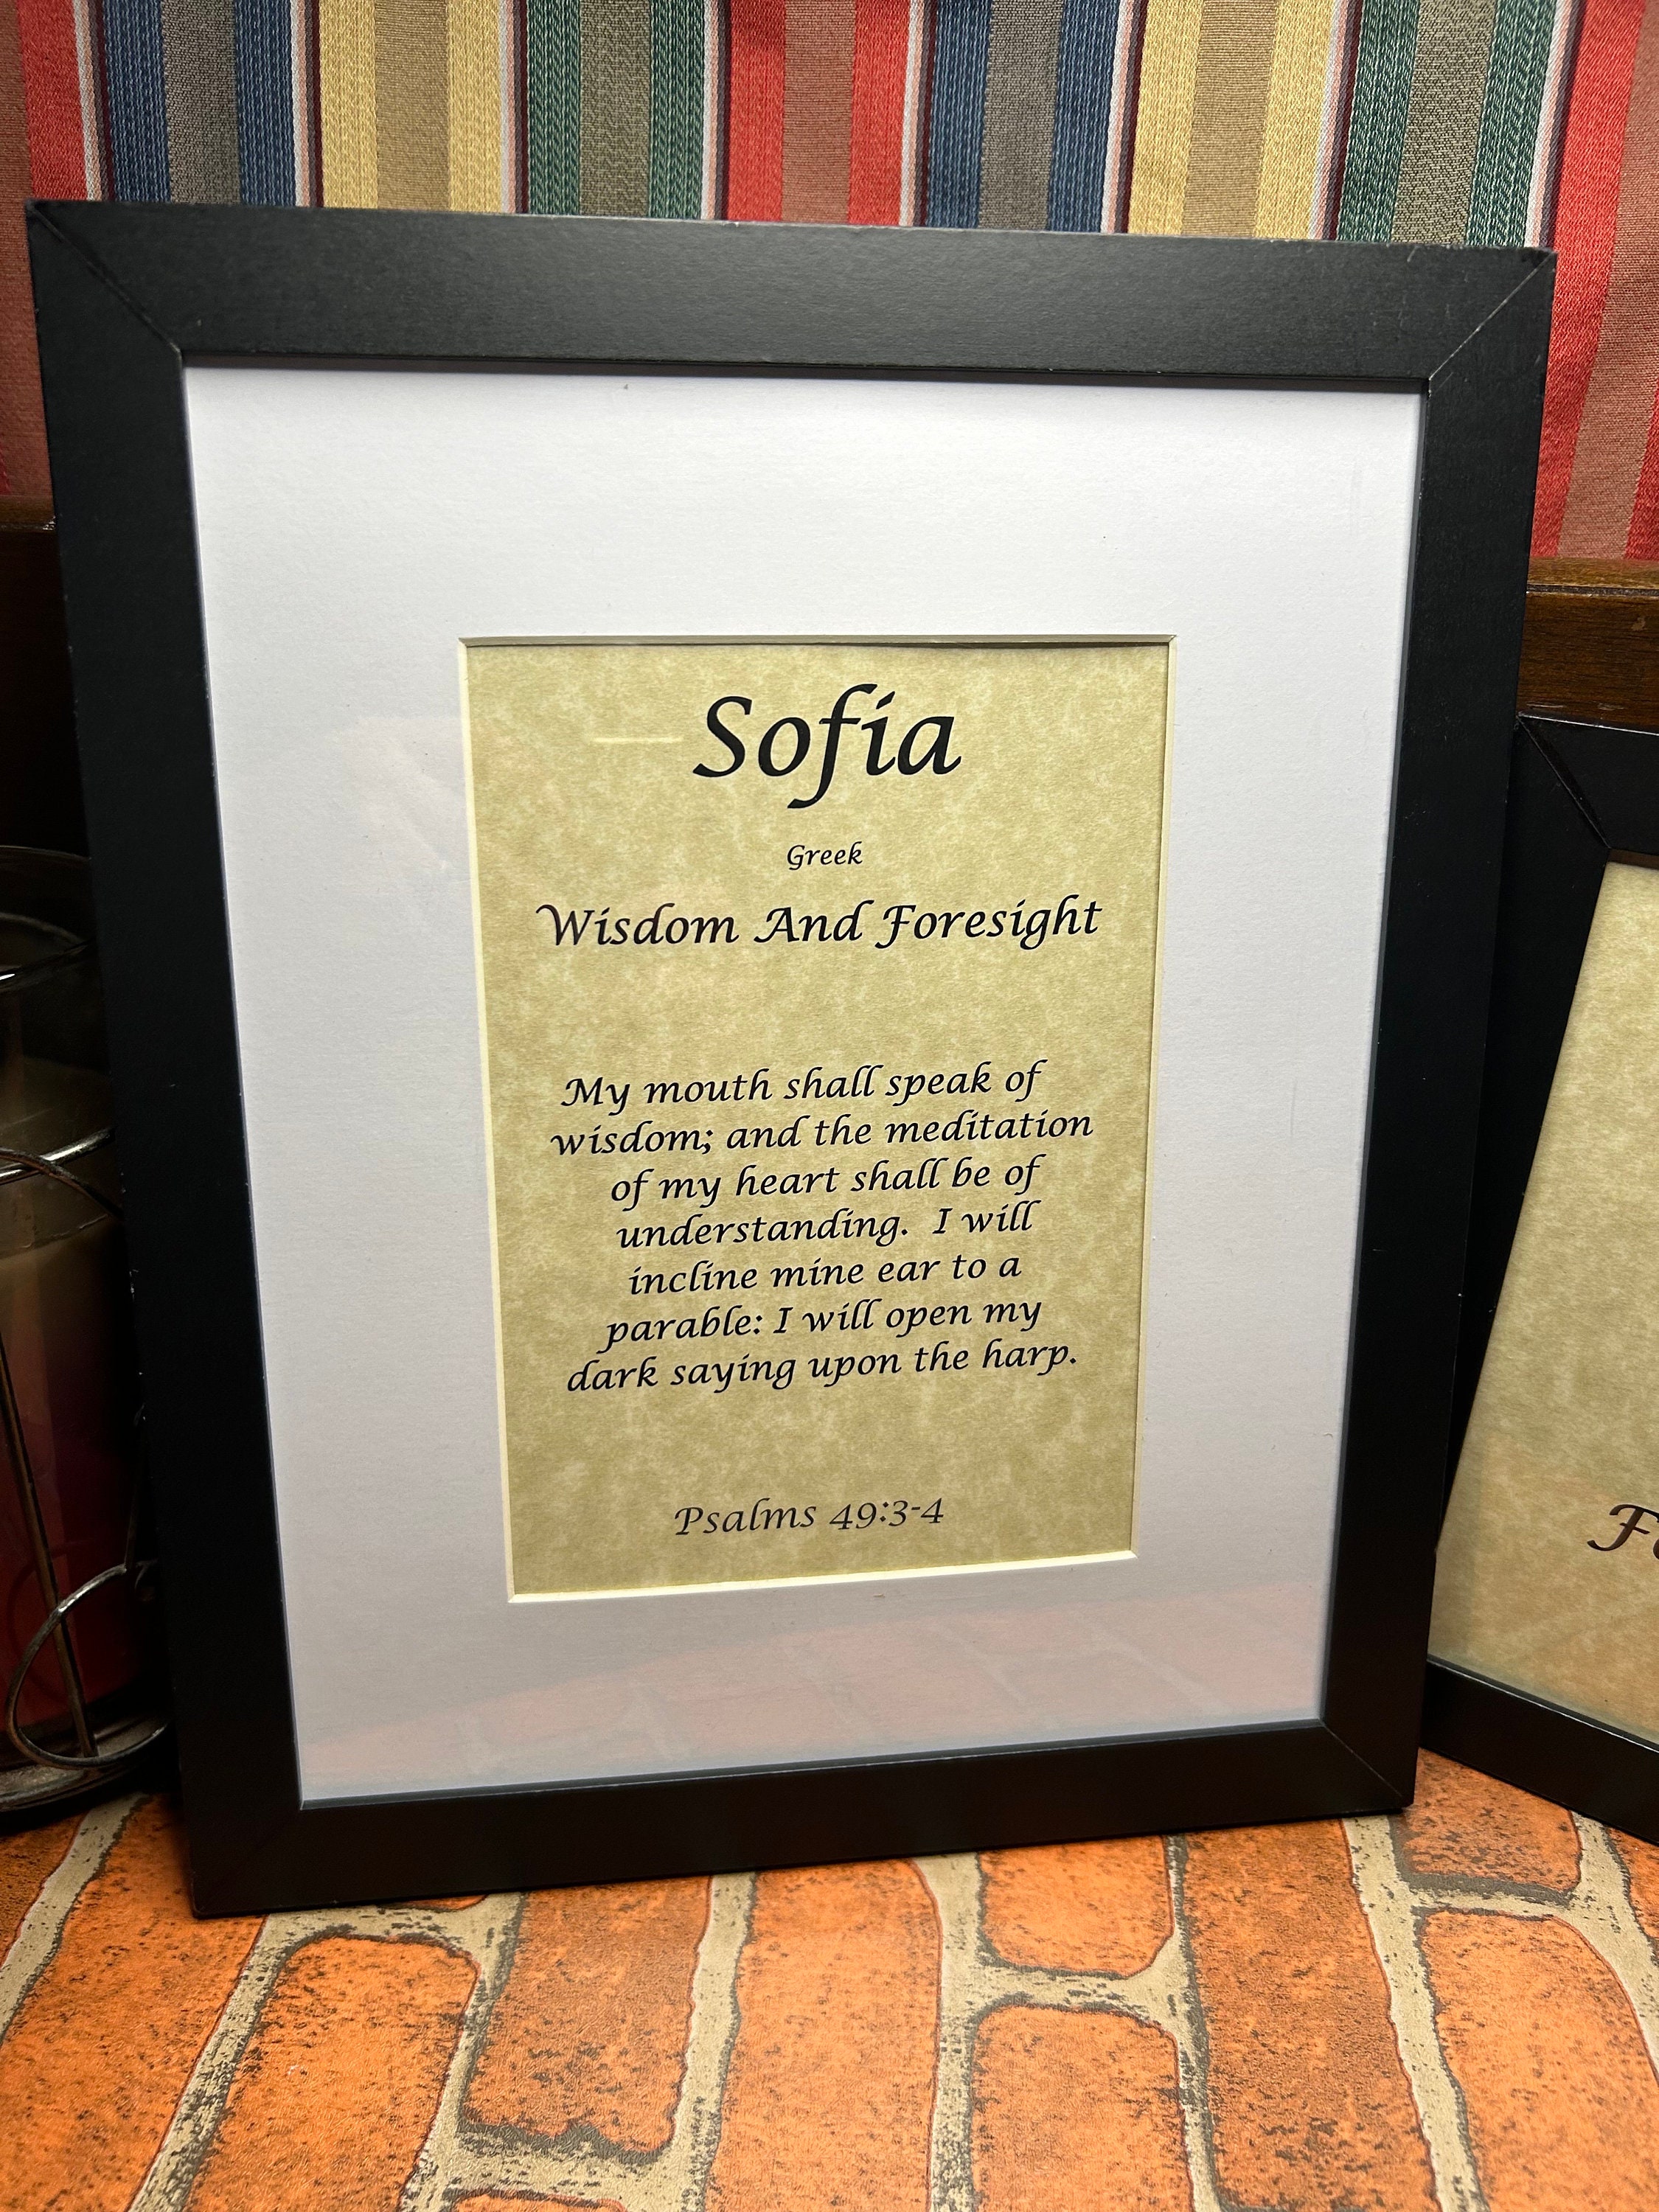 Sofia
Greek
Wisdom And Foresight
My mouth shall speak of
wisdom; and the meditation
of my heart shall be of
understanding.  I will
incline mine ear to a
parable: I will open my
dark saying upon the harp.
Psalms 49:3-4